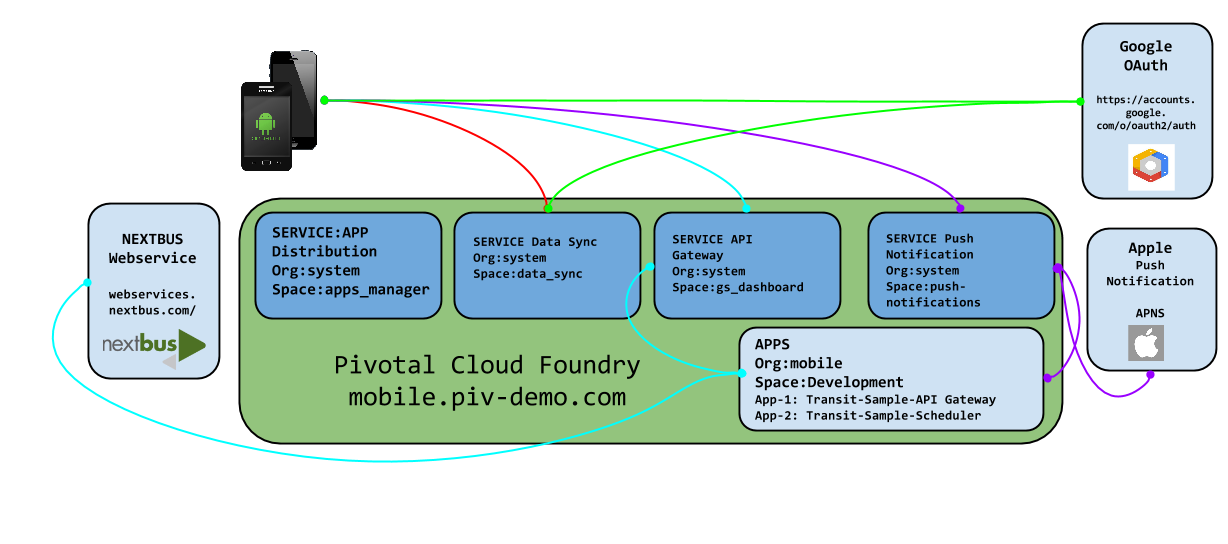 Google
OAuth
https://accounts.
google.
com/o/oauth2/auth
NEXTBUS
Webservice
webservices.
nextbus.com/
nextbus
SERVICE:APP
Distribution
Org:system
Space:apps_manager
SERVICE Data Sync
Org:system
Space:data_sync
SERVICE API
Gateway
Org:system
Space:gs_dashboard
SERVICE Push
Notification
Org:system
Space:push-
notifications
Apple
Push
Notification
APNS
Pivotal Cloud Foundry
mobile.piv-demo.com
APPS
Org:mobile
Space:Development
App-1: Transit-Sample-API Gateway
App-2: Transit-Sample-Scheduler